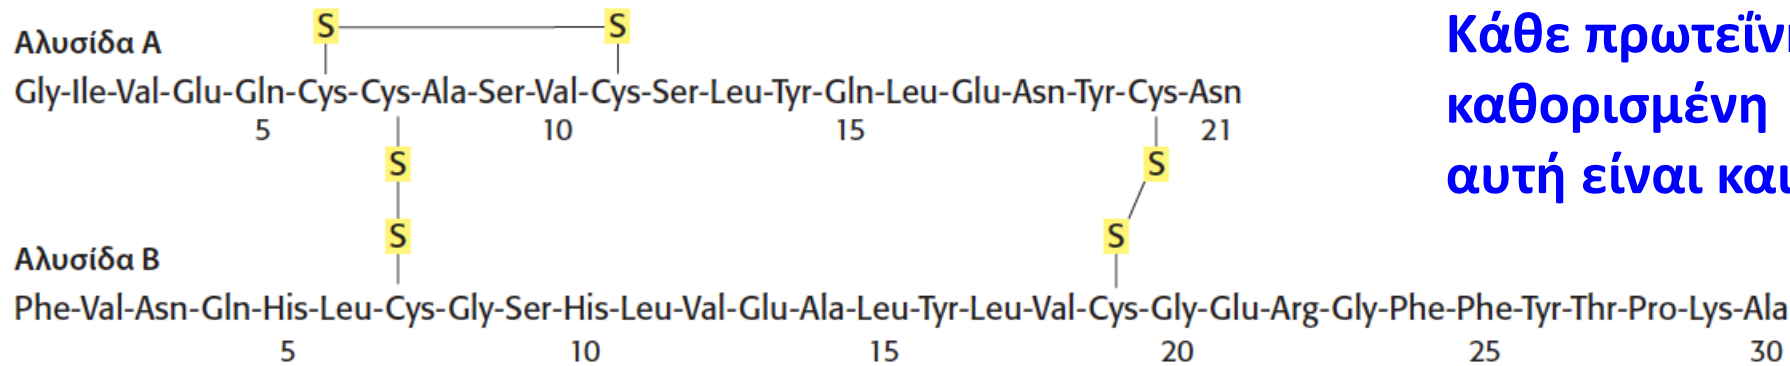 S S
Αλυσίδα A
Gly-Ile-Val-Glu-Gln-Cys-Cys-Ala-Ser-Val-Cys-Ser-Leu-Tyr-Gln-Leu-Glu-Asn-Tyr-Cys-Asn
5 10 15 21
S S
S S
Αλυσίδα B
Phe-Val-Asn-Gln-His-Leu-Cys-Gly-Ser-His-Leu-Val-Glu-Ala-Leu-Tyr-Leu-Val-Cys-Gly-Glu-Arg-Gly-Phe-Phe-Tyr-Thr-Pro-Lys-Ala
5 10 15 20 25 30
Κάθε πρωτεΐνη
καθορισμένη
αυτή είναι και